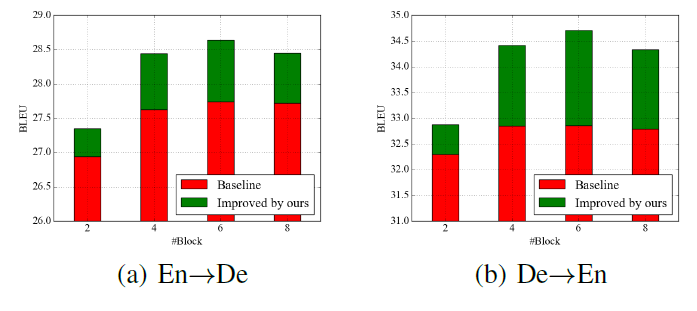 29.0
28.5
28.0
27.5
27.0
26.5
26.0
BLEU
2 4 6 8
#Block
Baseline
Improved by ours
(a) En→De
35.0
34.5
34.0
33.5
33.0
32.5
32.0
31.5
31.0
BLEU
2 4 6 8
#Block
Baseline
Improved by ours
(b) De→En